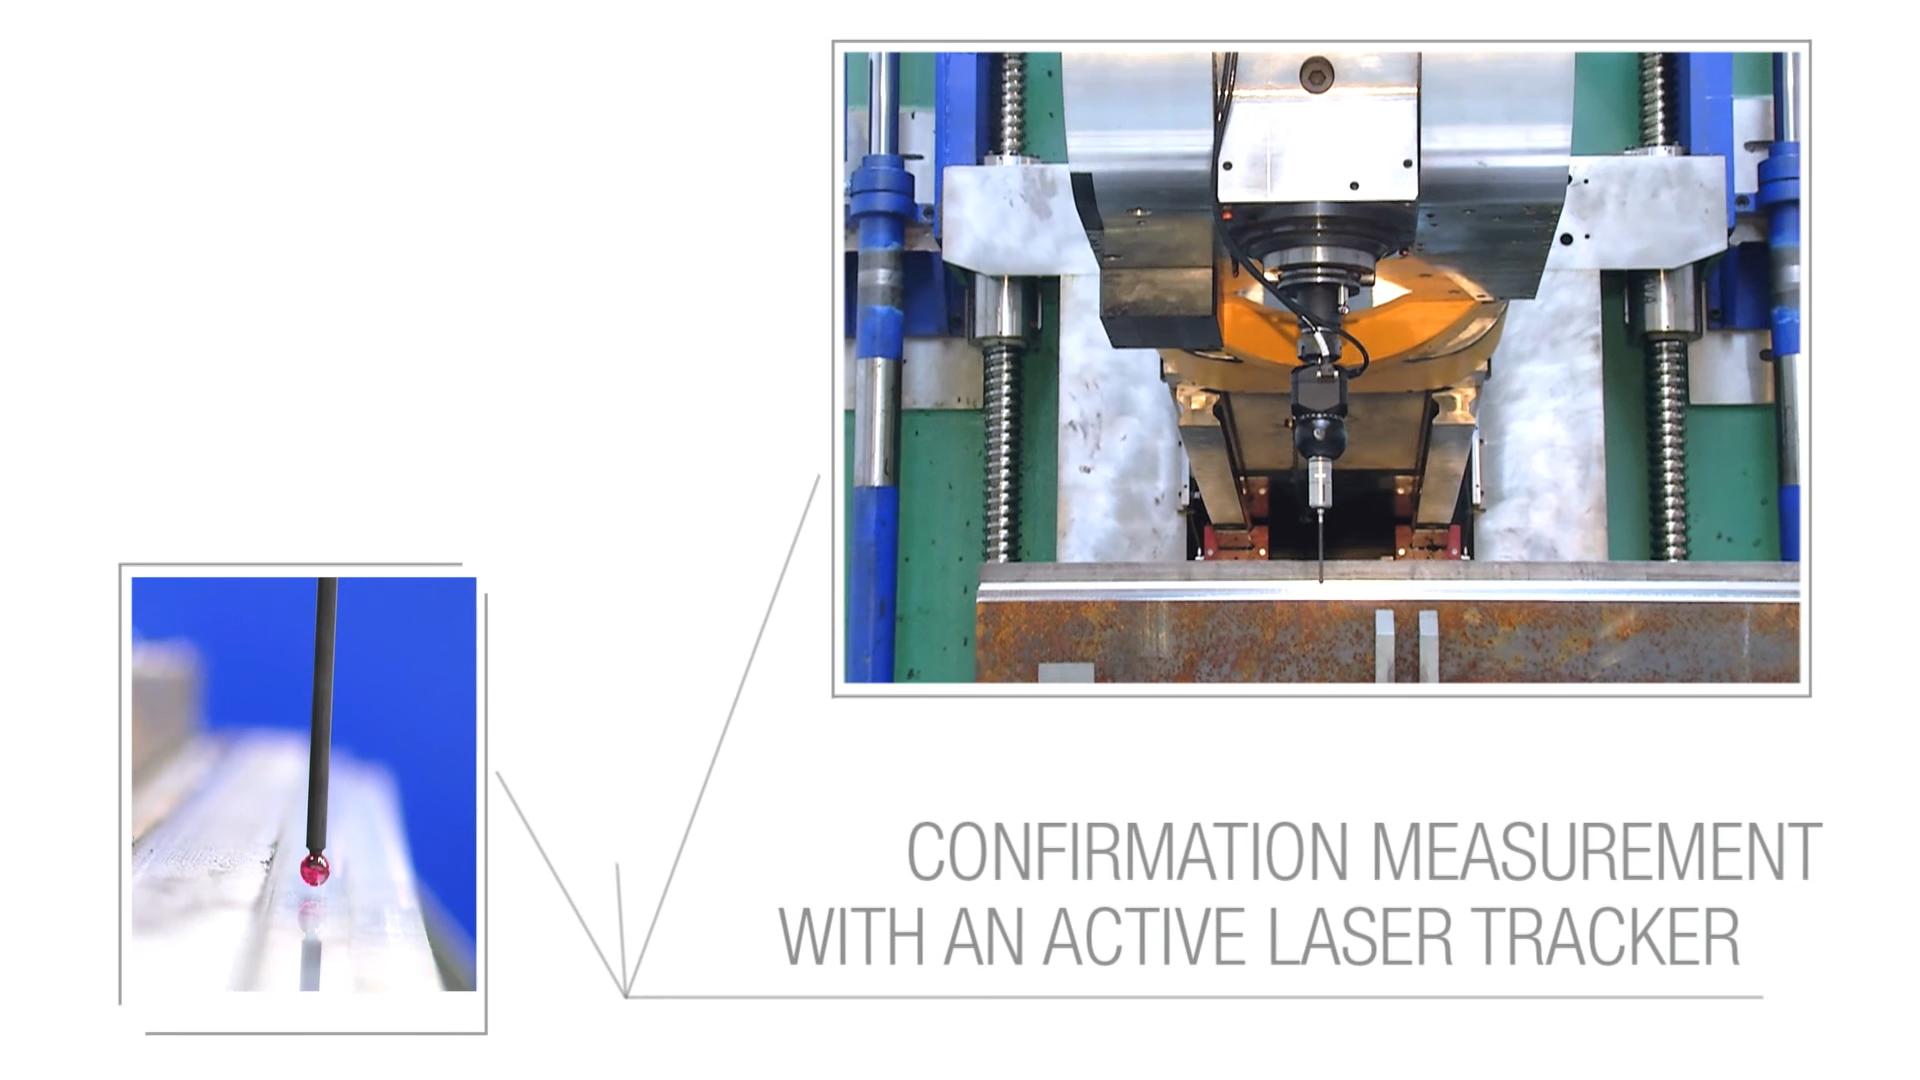 CONFIRMATION MEASUREMENT
WITH AN ACTIVE LASER TRACKER